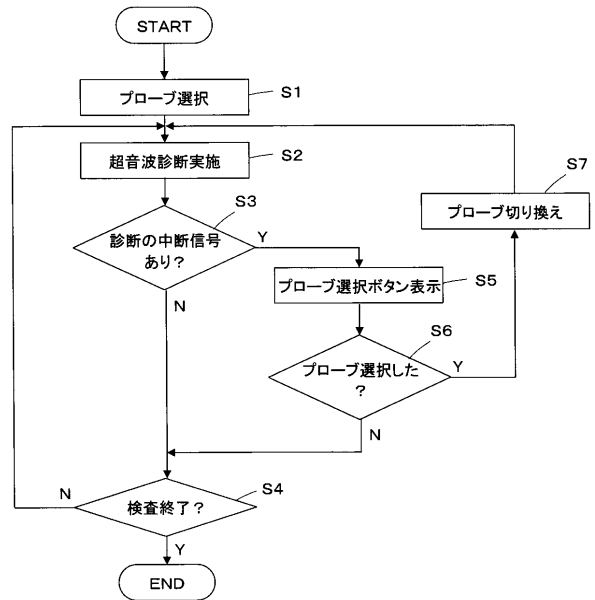 START
プローブ選択
S1
超音波診断実施
S2
S3
診断の中断信号
あり？
Y
N
S7
プローブ切り換え
プローブ選択ボタン表示
S5
S6
プローブ選択した
？
Y
N
S4
検査終了？
N
Y
END